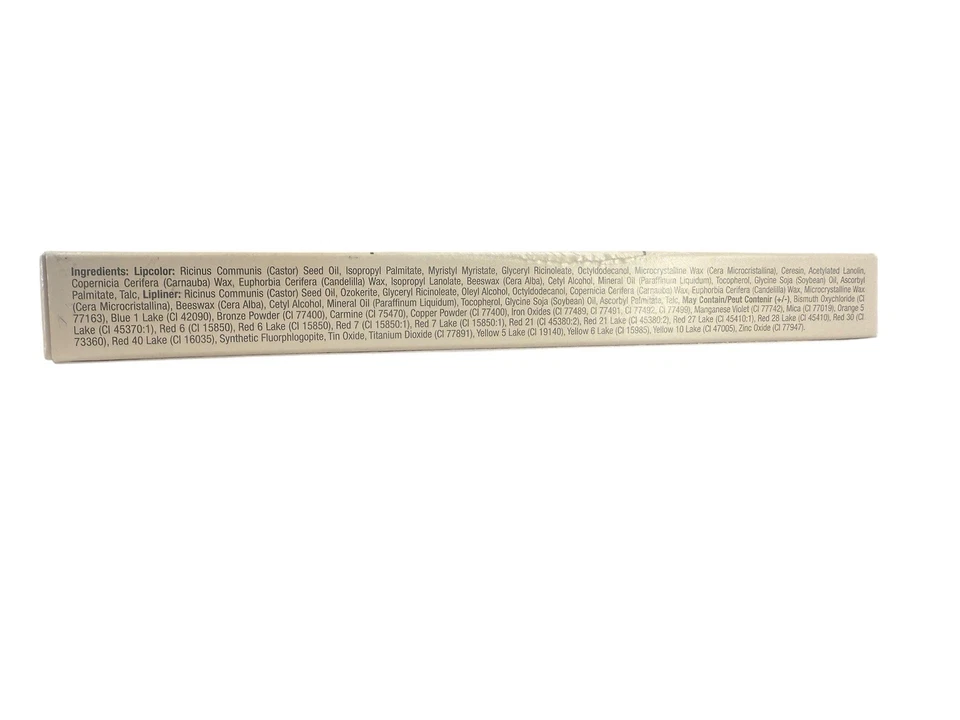 Ingredients: Lipcolor: Ricinus Communis (Castor) Seed Oil, Isopropyl Palmitate, Myristyl Myristate, Glyceryl Ricinoleate, Octyldodecanol, Microcrystalline Wax (Cera Microcristallina), Ceresin, Acetylated Lanolin,
Copernicia Cerifera (Carnauba) Wax, Euphorbia Cerifera (Candelilla) Wax, Isopropyl Lanolate, Beeswax (Cera Alba), Cetyl Alcohol, Mineral Oil (Paraffinum Liquidum), Tocopherol, Glycine Soja (Soybean) Oil, Ascorbyl
Palmitate, Talc, Lipliner: Ricinus Communis (Castor) Seed Oil, Ozokerite, Glyceryl Ricinoleate, Oleyl Alcohol, Octyldodecanol, Copernicia Cerifera (Carnauba) Wax, Euphorbia Cerifera (Candelilla) Wax, Microcrystalline Wax
(Cera Microcristallina), Beeswax (Cera Alba), Cetyl Alcohol, Mineral Oil (Paraffinum Liquidum), Tocopherol, Glycine Soja (Soybean) Oil, Ascorbyl Palmitate, Talc, May Contain/Peut Contenir (+/-), Bismuth Oxychloride (CI
77163), Blue 1 Lake (CI 42090), Bronze Powder (CI 77400), Carmine (CI 75470), Copper Powder (CI 77400), Iron Oxides (CI 77489, CI 77491, CI 77492, CI 77499), Manganese Violet (CI 77742), Mica (CI 77019), Orange 5
Lake (CI 45370:1), Red 6 (CI 15850), Red 6 Lake (CI 15850), Red 7 (CI 15850:1), Red 7 Lake (CI 15850:1), Red 21 (CI 45380:2), Red 21 Lake (CI 45380:2), Red 27 Lake (CI 45410:1), Red 28 Lake (CI 45410), Red 30 (CI
73360), Red 40 Lake (CI 16035), Synthetic Fluorphlogopite, Tin Oxide, Titanium Dioxide (CI 77891), Yellow 5 Lake (CI 19140), Yellow 6 Lake (CI 15985), Yellow 10 Lake (CI 47005), Zinc Oxide (CI 77947).